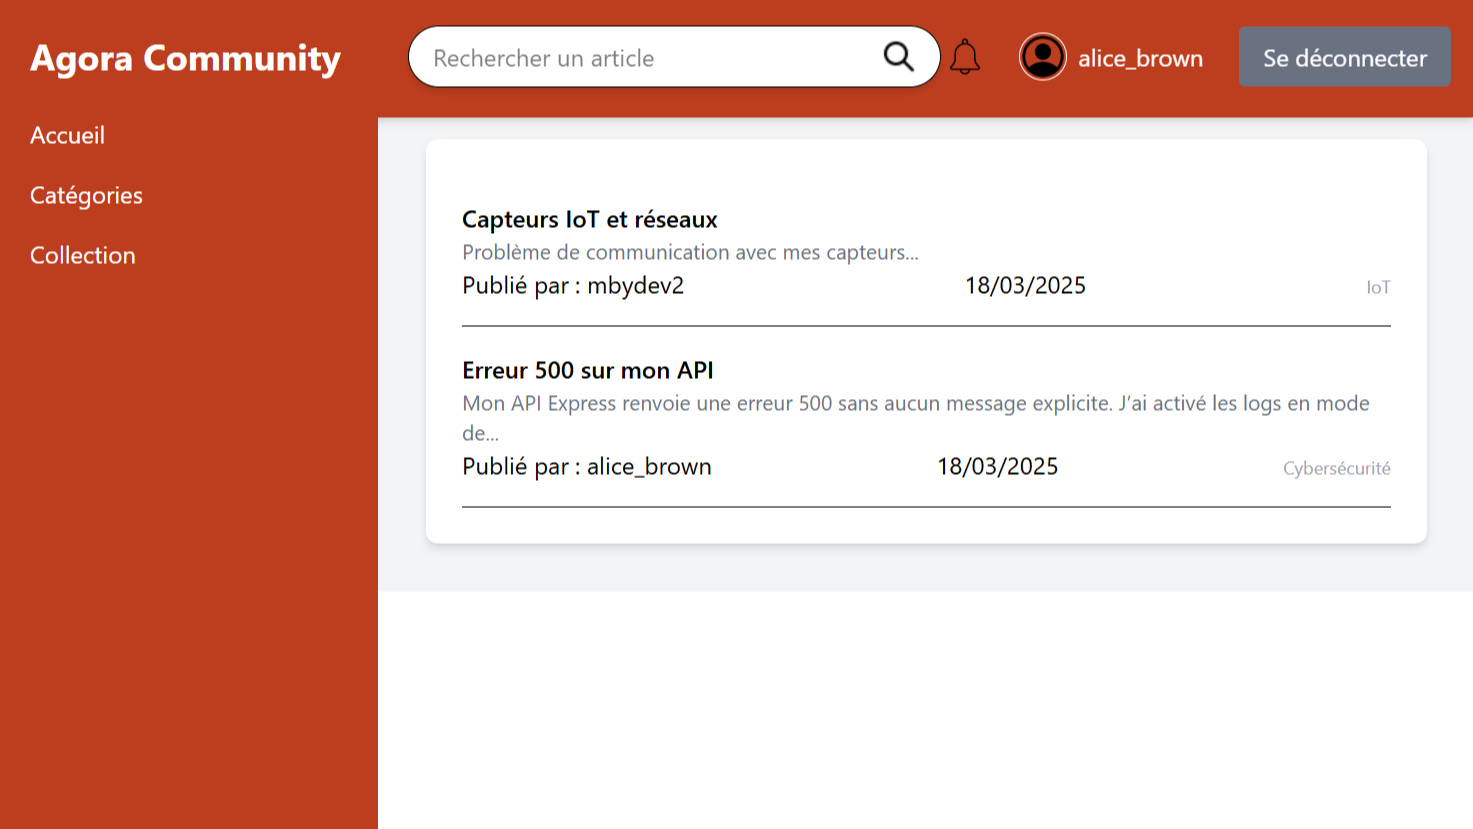 Agora Community
Rechercher un article
alice_brown
Se déconnecter
Accueil
Catégories
Collection
Capteurs IoT et réseaux
Problème de communication avec mes capteurs...
Publié par : mbydev2 18/03/2025 IoT
Erreur 500 sur mon API
Mon API Express renvoie une erreur 500 sans aucun message explicite. J’ai activé les logs en mode
de...
Publié par : alice_brown 18/03/2025 Cybersécurité